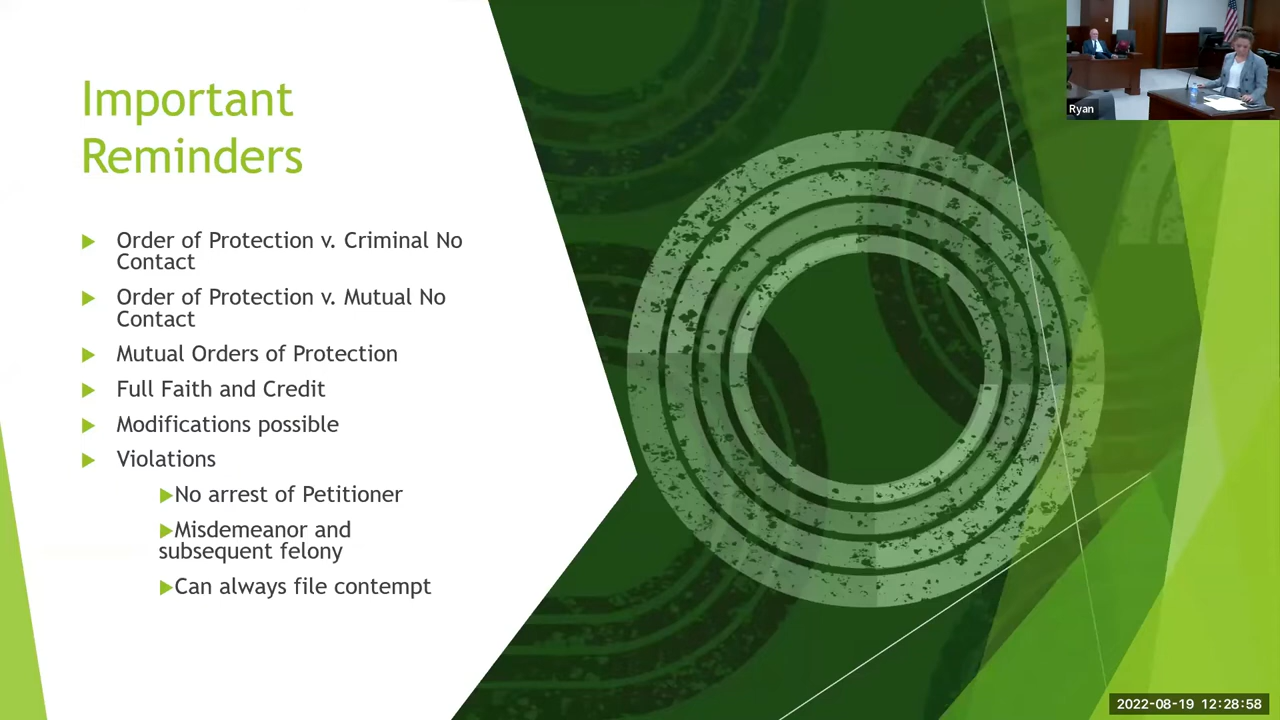 Important
Reminders
Order of Protection v. Criminal No
Contact
Order of Protection v. Mutual No
Contact
Mutual Orders of Protection
Full Faith and Credit
Modifications possible
Violations
No arrest of Petitioner
Misdemeanor and
subsequent felony
Can always file contempt
Ryan
2022-08-19 12:28:58